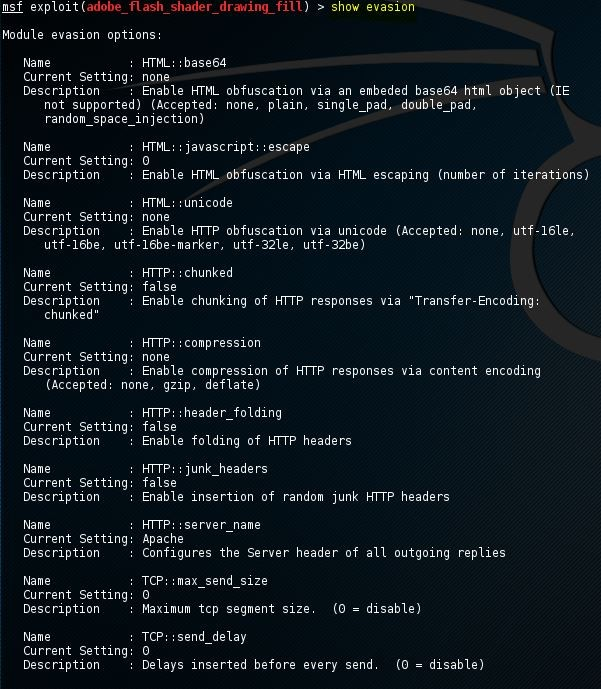 msf exploit(adobe_flash_shader_drawing_fill) > show evasion
Module evasion options:
Name : HTML::base64
Current Setting: none
Description : Enable HTML obfuscation via an embeded base64 html object (IE
not supported) (Accepted: none, plain, single_pad, double_pad,
random_space_injection)
Name : HTML::javascript::escape
Current Setting: 0
Description : Enable HTML obfuscation via HTML escaping (number of iterations)
Name : HTML::unicode
Current Setting: none
Description : Enable HTTP obfuscation via unicode (Accepted: none, utf-16le,
utf-16be, utf-16be-marker, utf-32le, utf-32be)
Name : HTTP::chunked
Current Setting: false
Description : Enable chunking of HTTP responses via "Transfer-Encoding:
chunked"
Name : HTTP::compression
Current Setting: none
Description : Enable compression of HTTP responses via content encoding
(Accepted: none, gzip, deflate)
Name : HTTP::header_folding
Current Setting: false
Description : Enable folding of HTTP headers
Name : HTTP::junk_headers
Current Setting: false
Description : Enable insertion of random junk HTTP headers
Name : HTTP::server_name
Current Setting: Apache
Description : Configures the Server header of all outgoing replies
Name : TCP::max_send_size
Current Setting: 0
Description : Maximum tcp segment size. (0 = disable)
Name : TCP::send_delay
Current Setting: 0
Description : Delays inserted before every send. (0 = disable)